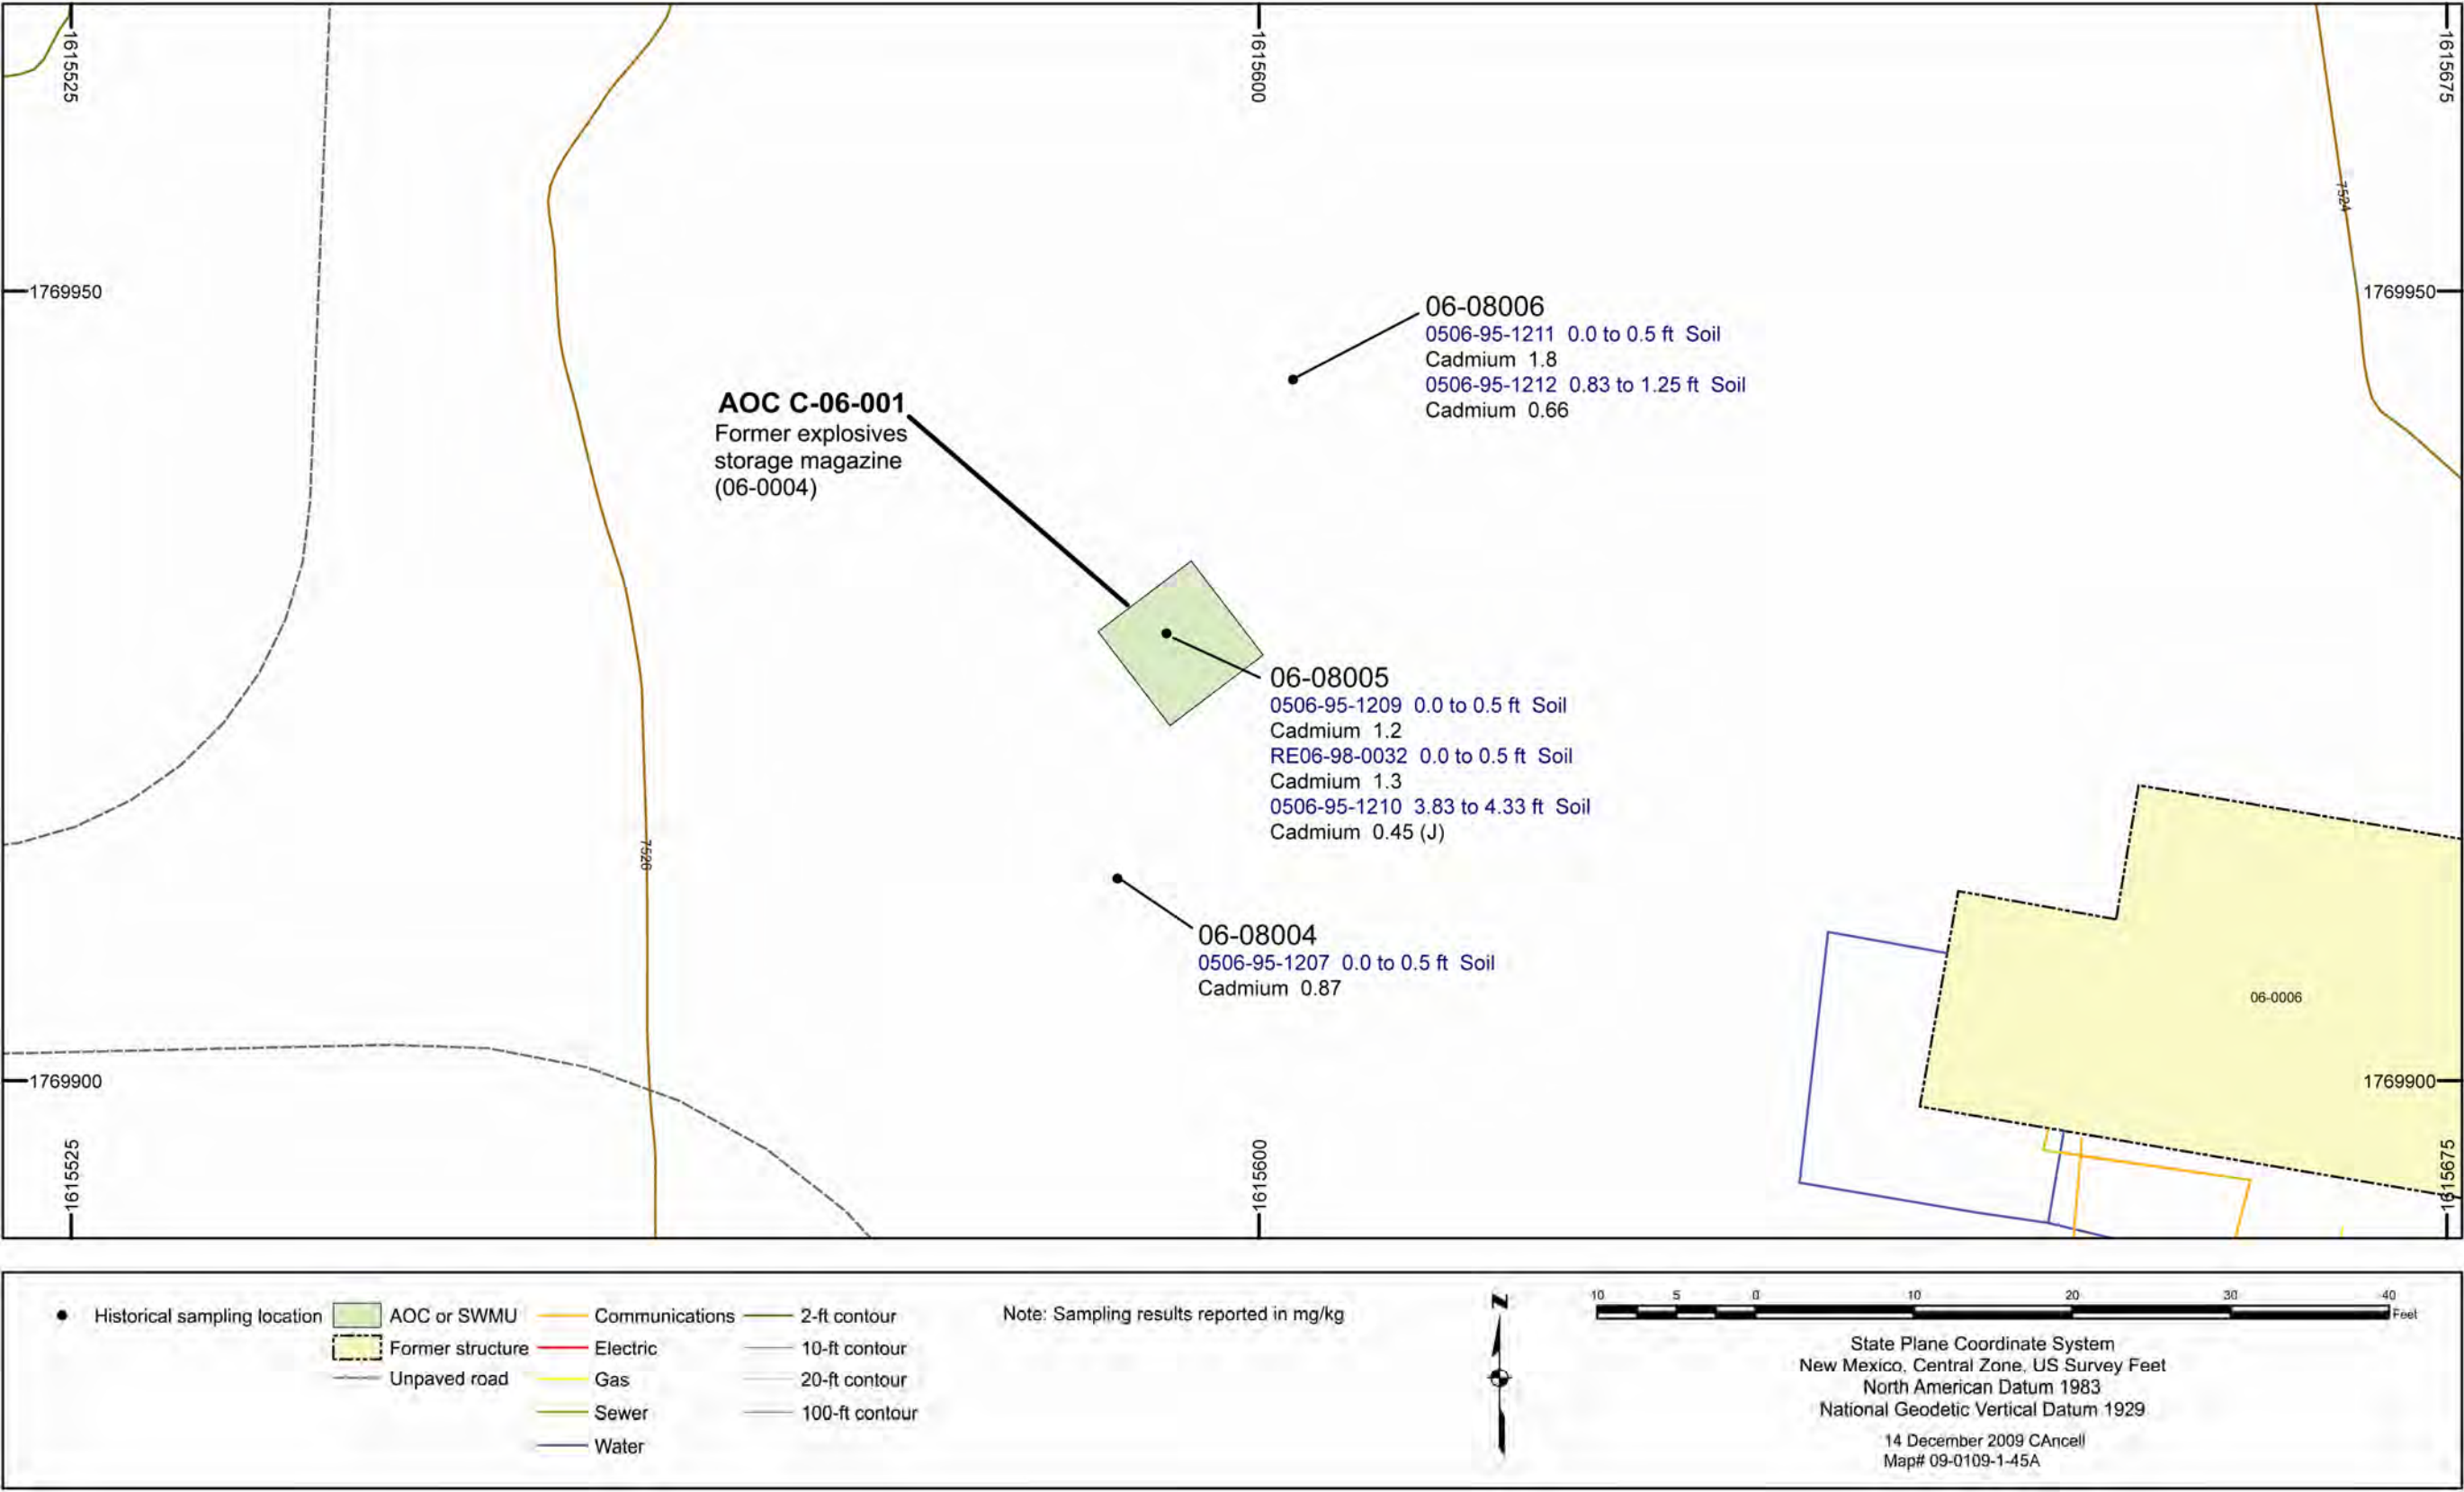 1615525
1615600
1615675
7524
1769950
1769950
06-08006
0506-95-1211 0.0 to 0.5 ft Soil
Cadmium 1.8
0506-95-1212 0.83 to 1.25 ft Soil
Cadmium 0.66
AOC C-06-001
Former explosives
storage magazine
(06-0004)
06-08005
0506-95-1209 0.0 to 0.5 ft Soil
Cadmium 1.2
RE06-98-0032 0.0 to 0.5 ft Soil
Cadmium 1.3
0506-95-1210 3.83 to 4.33 ft Soil
Cadmium 0.45 (J)
7526
06-08004
0506-95-1207 0.0 to 0.5 ft Soil
Cadmium 0.87
06-0006
1769900
1769900
1615525
1615600
1615675
Historical sampling location
AOC or SWMU
Former structure
Unpaved road
Communications
Electric
Gas
Sewer
Water
2-ft contour
10-ft contour
20-ft contour
100-ft contour
Note: Sampling results reported in mg/kg
N
10 5 0 10 20 30 40
Feet
State Plane Coordinate System
New Mexico, Central Zone, US Survey Feet
North American Datum 1983
National Geodetic Vertical Datum 1929
14 December 2009 CAncell
Map# 09-0109-1-45A